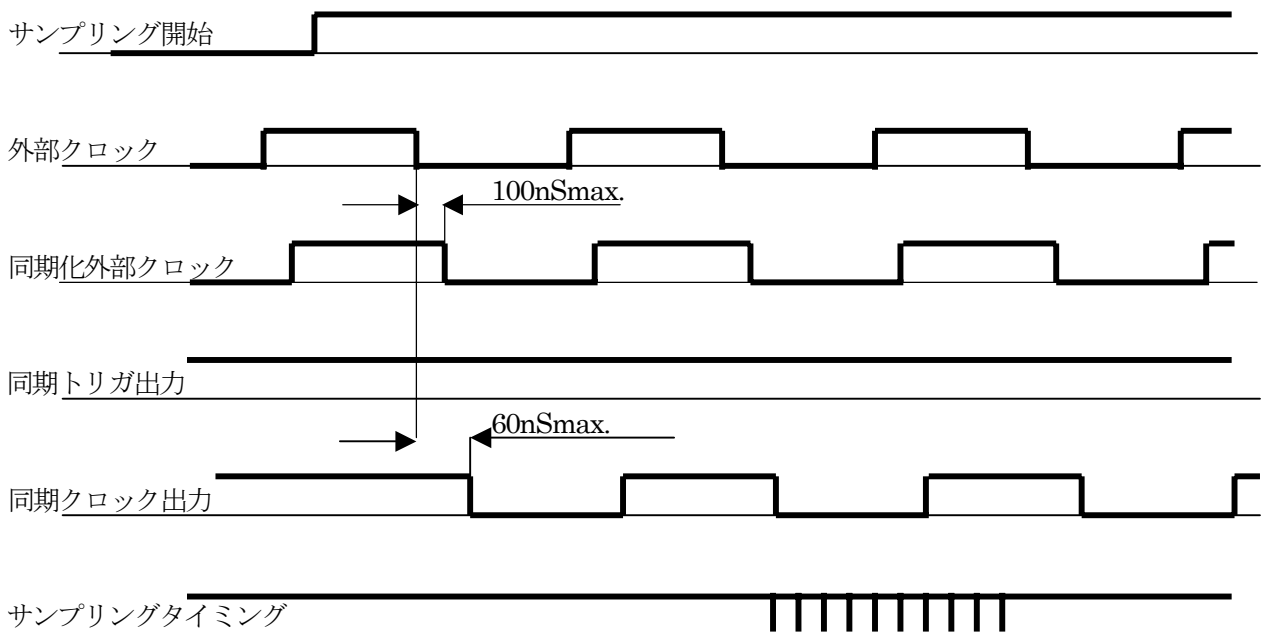 サンプリング開始
外部クロック
100nSmax.
同期化外部クロック
同期トリガ出力
60nSmax.
同期クロック出力
サンプリングタイミング